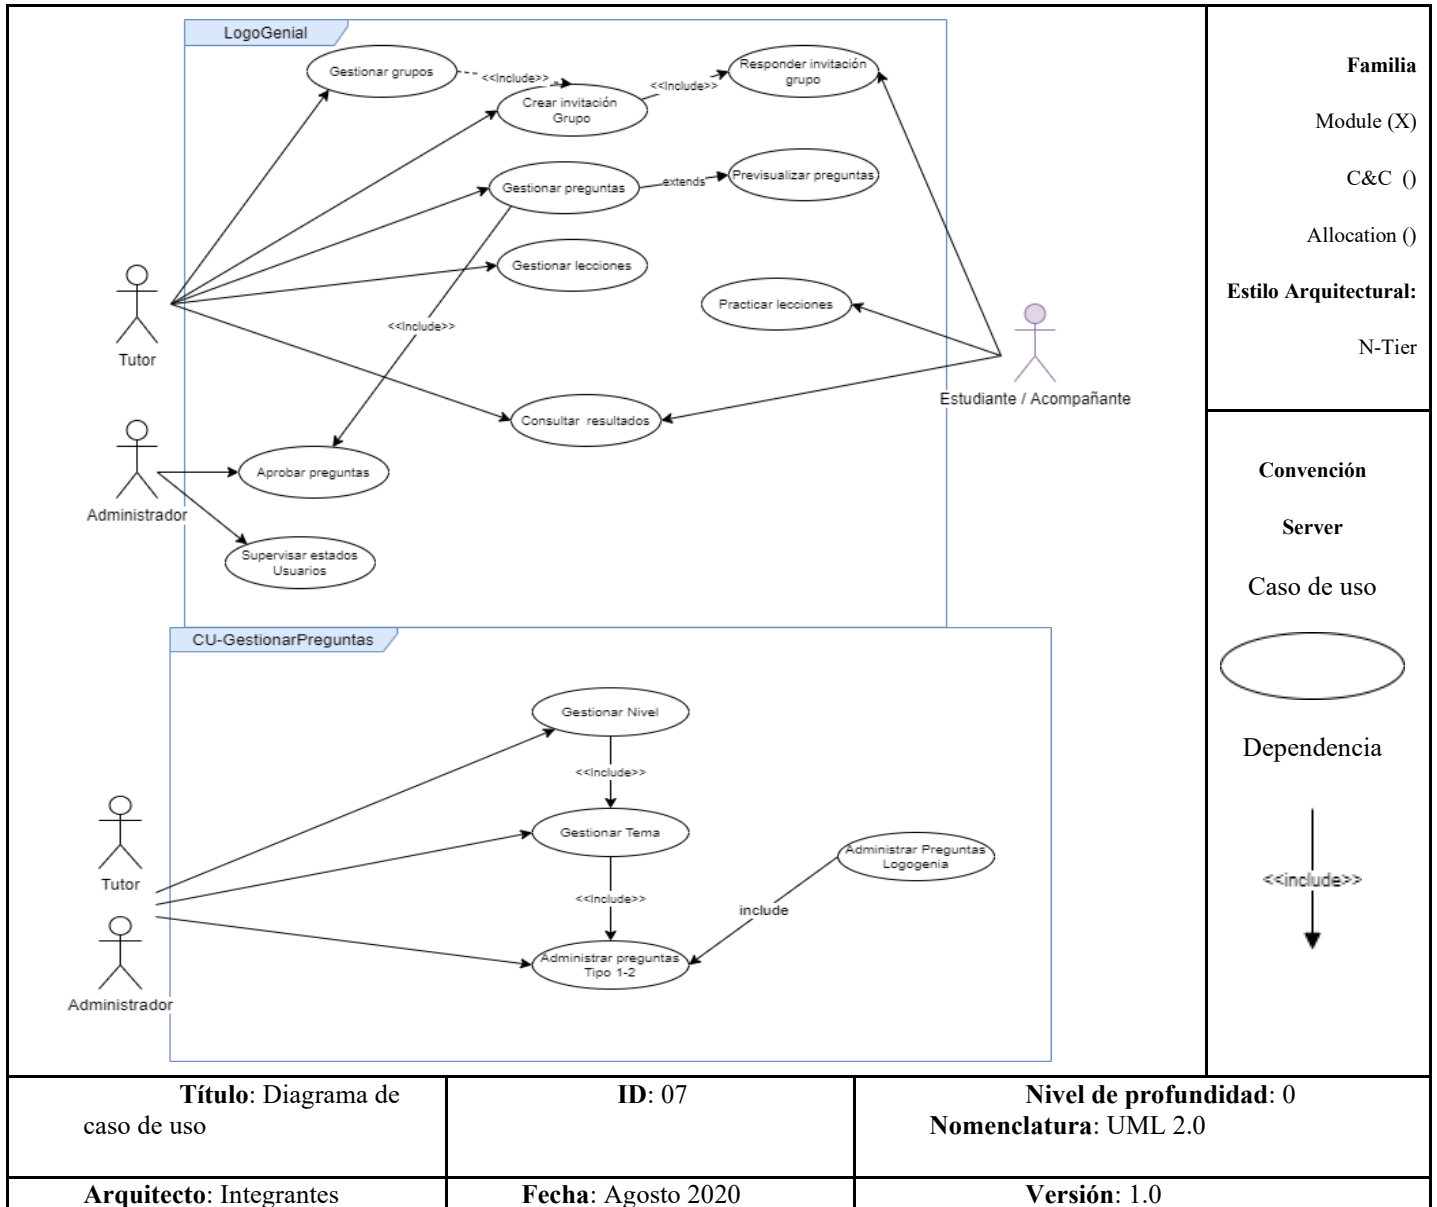 LogoGenial
Gestionar grupos
<<Include>>
Crear invitación
Grupo
<<Include>>
Responder invitación
grupo
Gestionar preguntas
extends
Previsualizar preguntas
Gestionar lecciones
Practicar lecciones
<<Include>>
Tutor
Estudiante / Acompañante
Consultar resultados
Aprobar preguntas
Administrador
Supervisar estados
Usuarios
CU-GestionarPreguntas
Gestionar Nivel
<<Include>>
Gestionar Tema
Administrar Preguntas
Logogenia
Tutor
<<Include>>
include
Administrar preguntas
Tipo 1-2
Administrador
Familia
Module (X)
C&C ()
Allocation ()
Estilo Arquitectural:
N-Tier
Convención
Server
Caso de uso
Dependencia
<<include>>
Título: Diagrama de
caso de uso
ID: 07
Nivel de profundidad: 0
Nomenclatura: UML 2.0
Arquitecto: Integrantes
Fecha: Agosto 2020
Versión: 1.0